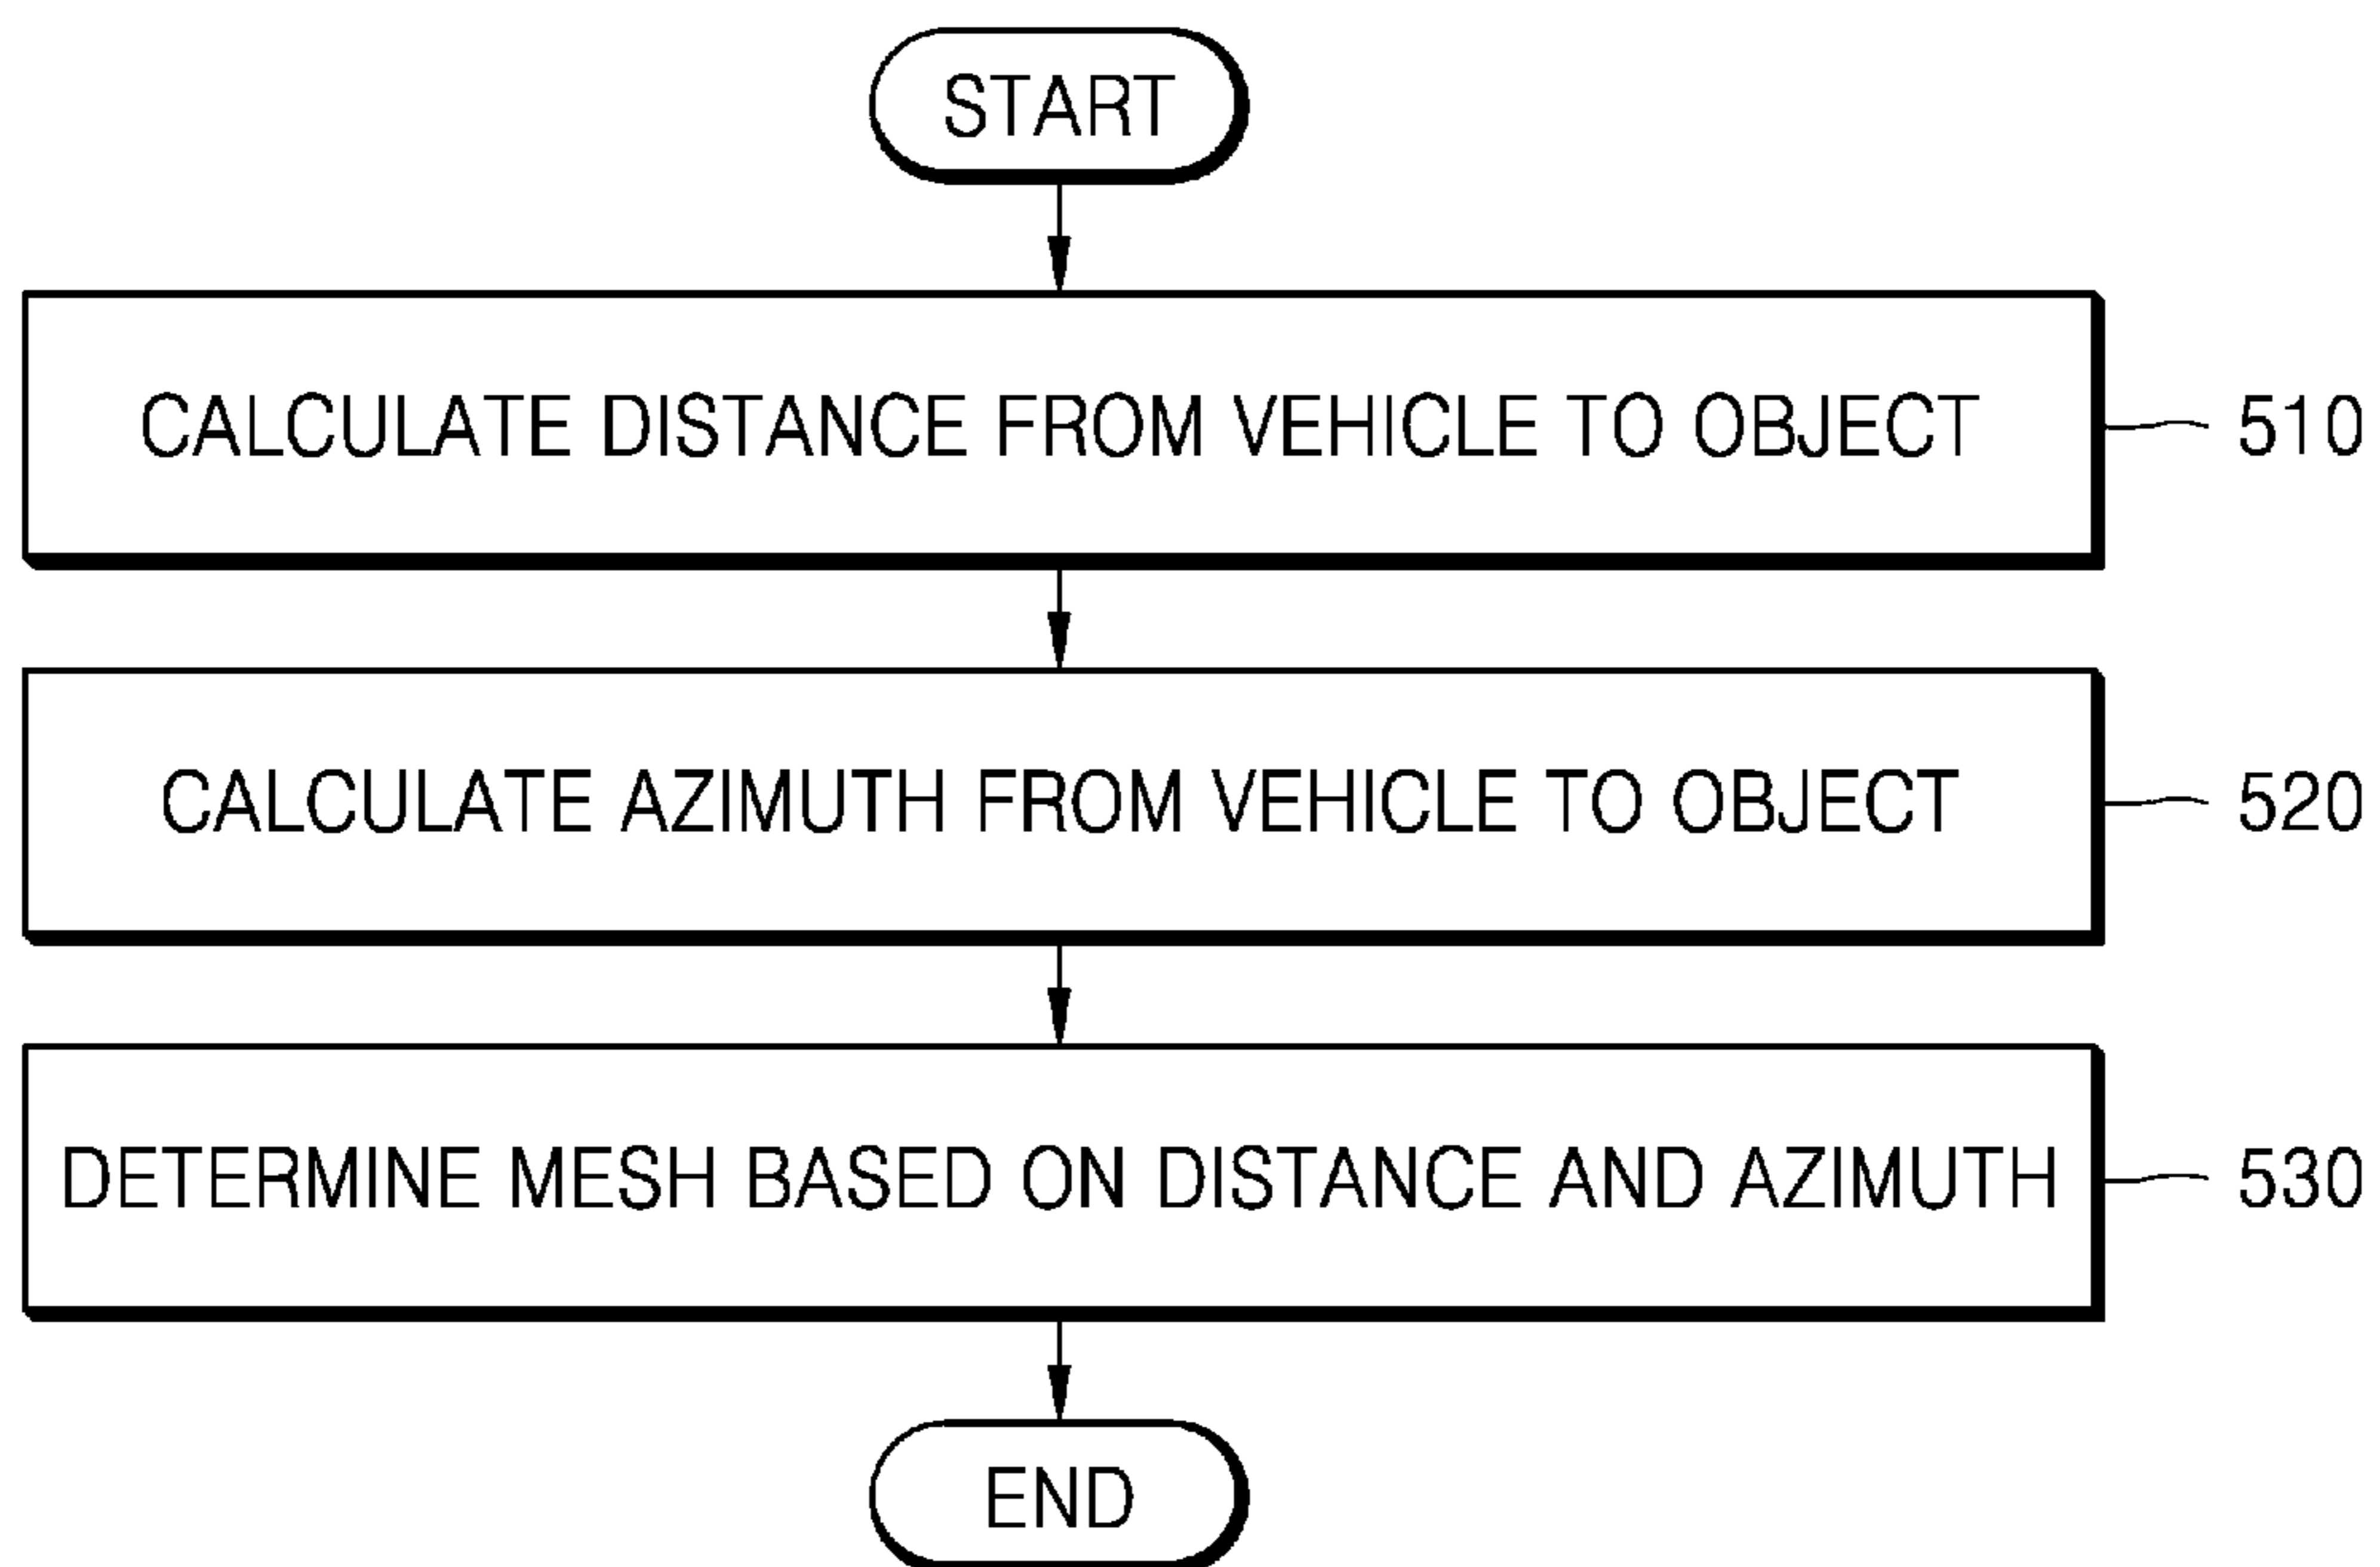 START
CALCULATE DISTANCE FROM VEHICLE TO OBJECT 510
CALCULATE AZIMUTH FROM VEHICLE TO OBJECT 520
DETERMINE MESH BASED ON DISTANCE AND AZIMUTH 530
END